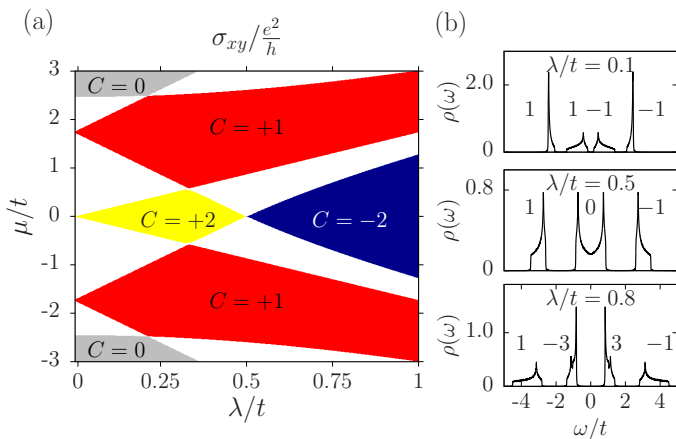 (a)
σxy/e²/h
3
2
1
0
-1
-2
-3
μ/t
C = 0
C = +1
C = +2
C = −2
C = +1
C = 0
0
0.25
0.5
0.75
1
λ/t
(b)
λ/t = 0.1
2.0
0
ρ(ω)
1 1 −1 −1
λ/t = 0.5
0.8
0
ρ(ω)
1 0 −1
λ/t = 0.8
1.0
0
ρ(ω)
1 −3 3 −1
-4 -2 0 2 4
ω/t